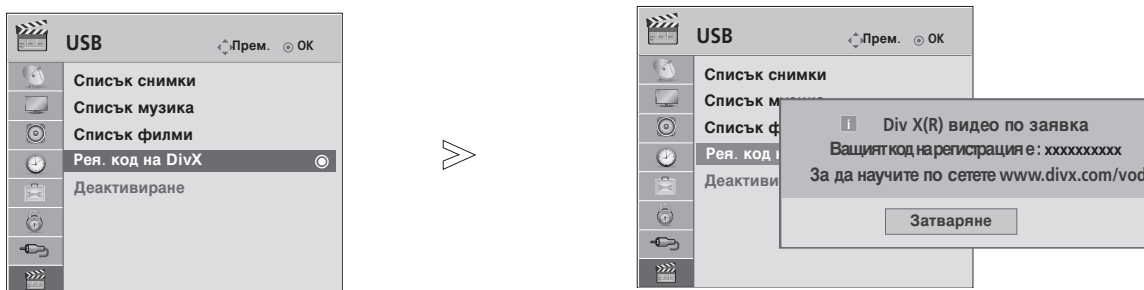 USB
Прем. OK
Списък снимки
Списък музика
Списък филми
Рея. код на DivX
Деактивиране
USB
Прем. OK
Списък снимки
Списък м
Списък ф
Рея. код
Деактиви
i Div X(R) видео по заявка
Вашият код на регистрация е : xxxxxxxxxx
За да научите по сетете www.divx.com/vod
Затваряне